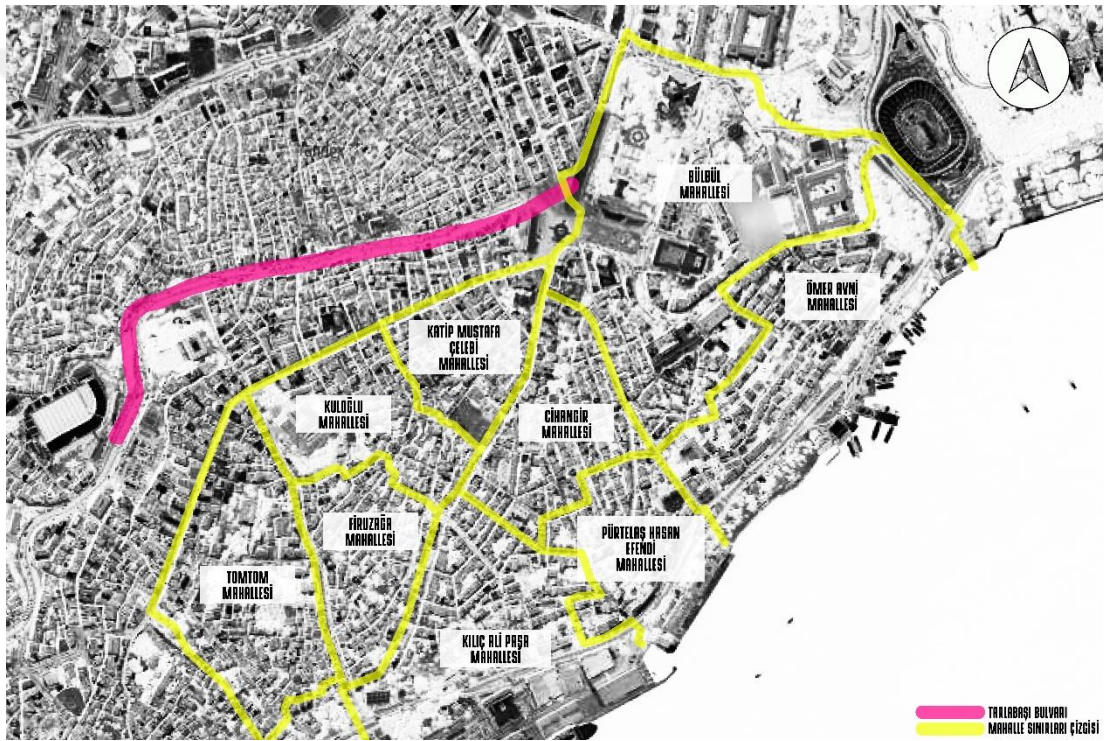 BÜLBÜL
MAHALLESİ
ÖMER AVNİ
MAHALLESİ
KATİP MUSTAFA
ÇELEBİ
MAHALLESİ
KULOĞLU
MAHALLESİ
CİHANGİR
MAHALLESİ
FİRUZAĞA
MAHALLESİ
PÜRTELAŞ HASAN
EFENDİ
MAHALLESİ
TOMTOM
MAHALLESİ
KILIÇ ALİ PAŞA
MAHALLESİ
TARLABAŞI BULVARI
MAHALLE SINIRLARI ÇİZGİSİ